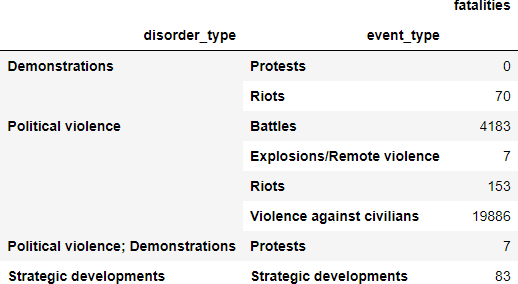 fatalities
disorder_type event_type
Demonstrations Protests 0
Riots 70
Political violence Battles 4183
Explosions/Remote violence 7
Riots 153
Violence against civilians 19886
Political violence; Demonstrations Protests 7
Strategic developments Strategic developments 83